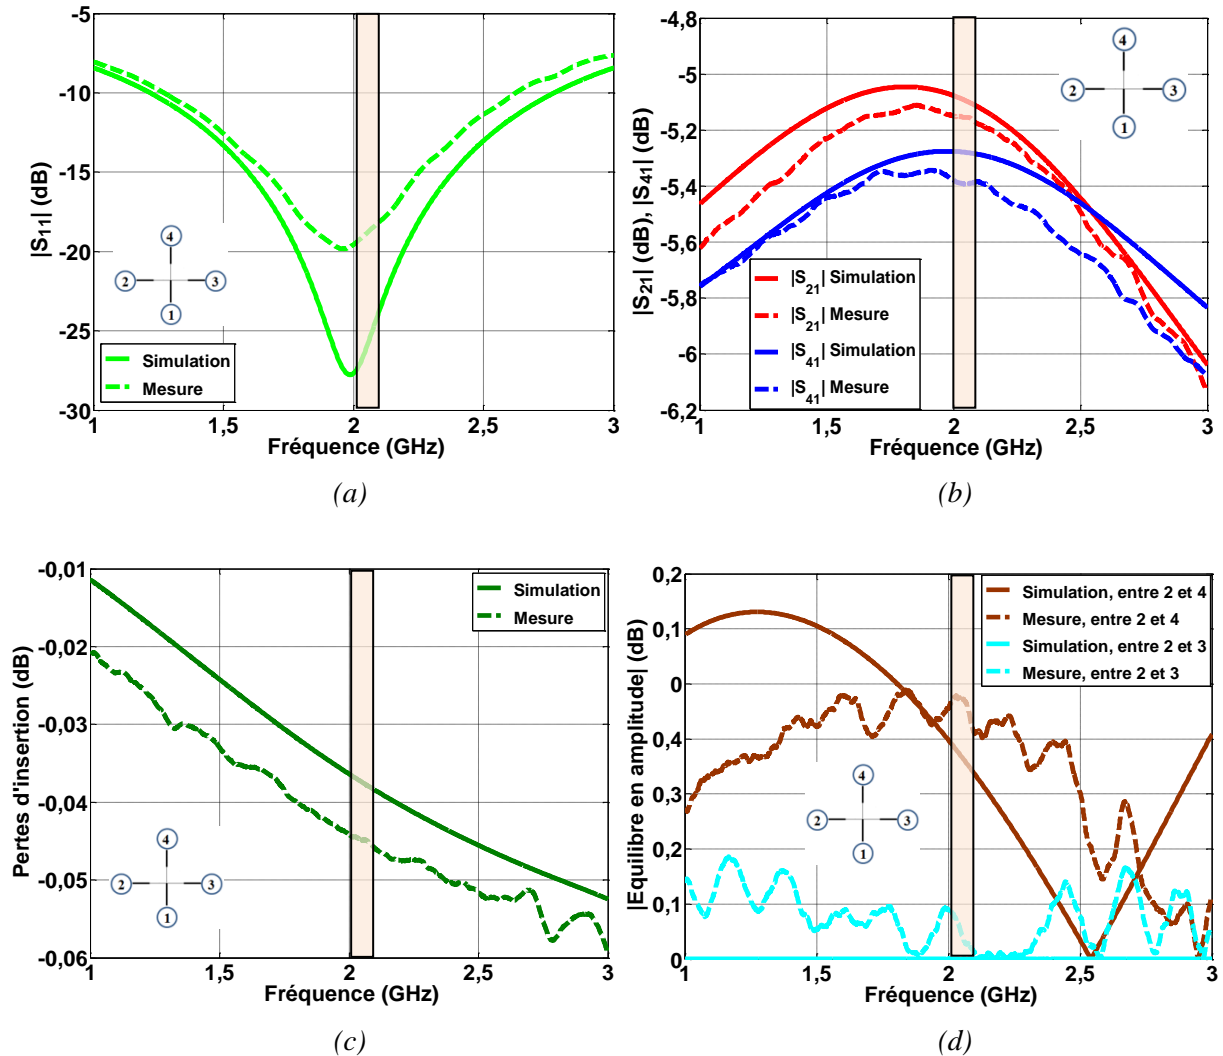 -5
-10
-15
-20
-25
-30
|S11| (dB)
4
2
3
1
Simulation
Mesure
1
1,5
2
2,5
3
Fréquence (GHz)
(a)
-4,8
-5
-5,2
-5,4
-5,6
-5,8
-6
-6,2
|S21| (dB), |S41| (dB)
4
2
3
1
|S21| Simulation
|S21| Mesure
|S41| Simulation
|S41| Mesure
1
1,5
2
2,5
3
Fréquence (GHz)
(b)
-0,01
-0,02
-0,03
-0,04
-0,05
-0,06
Pertes d'insertion (dB)
Simulation
Mesure
4
2
3
1
1
1,5
2
2,5
3
Fréquence (GHz)
(c)
0,2
0,1
0
0,4
0,3
0,2
0,1
0
|Equilibre en amplitude| (dB)
Simulation, entre 2 et 4
Mesure, entre 2 et 4
Simulation, entre 2 et 3
Mesure, entre 2 et 3
4
2
3
1
1
1,5
2
2,5
3
Fréquence (GHz)
(d)